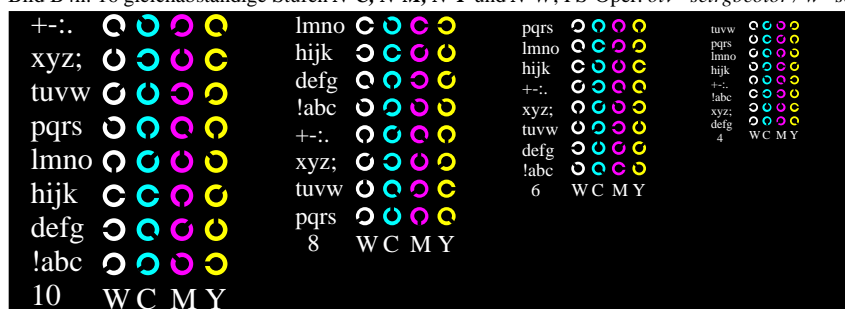 +-:.
xyz;
tuvw
pqrs
lmno
hijk
defg
!abc
10 W C M Y
lmno
hijk
defg
!abc
+-:.
xyz;
tuvw
pqrs
8 W C M Y
pqrs
lmno
hijk
+-:.
xyz;
tuvw
defg
!abc
6 W C M Y
tuvw
pqrs
lmno
hijk
+-:.
!abc
xyz;
defg
4 W C M Y